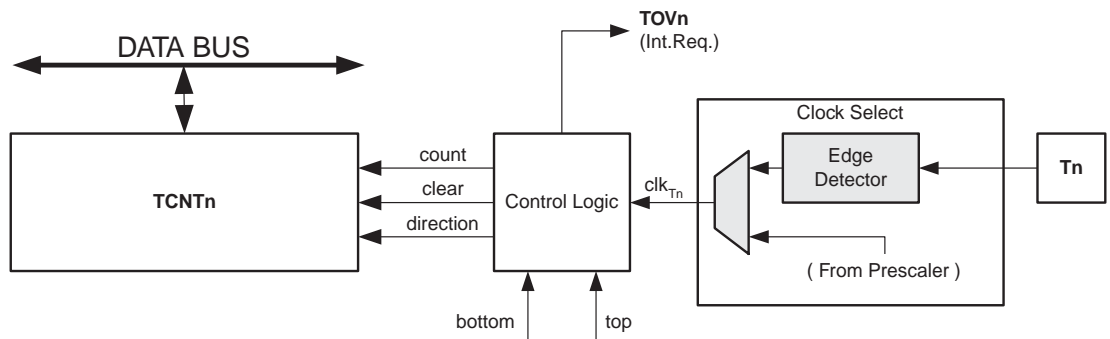 TOVn
(Int.Req.)
DATA BUS
Clock Select
count
Edge
Detector
Tn
TCNTn
clear
Control Logic
clkTn
direction
( From Prescaler )
bottom
top